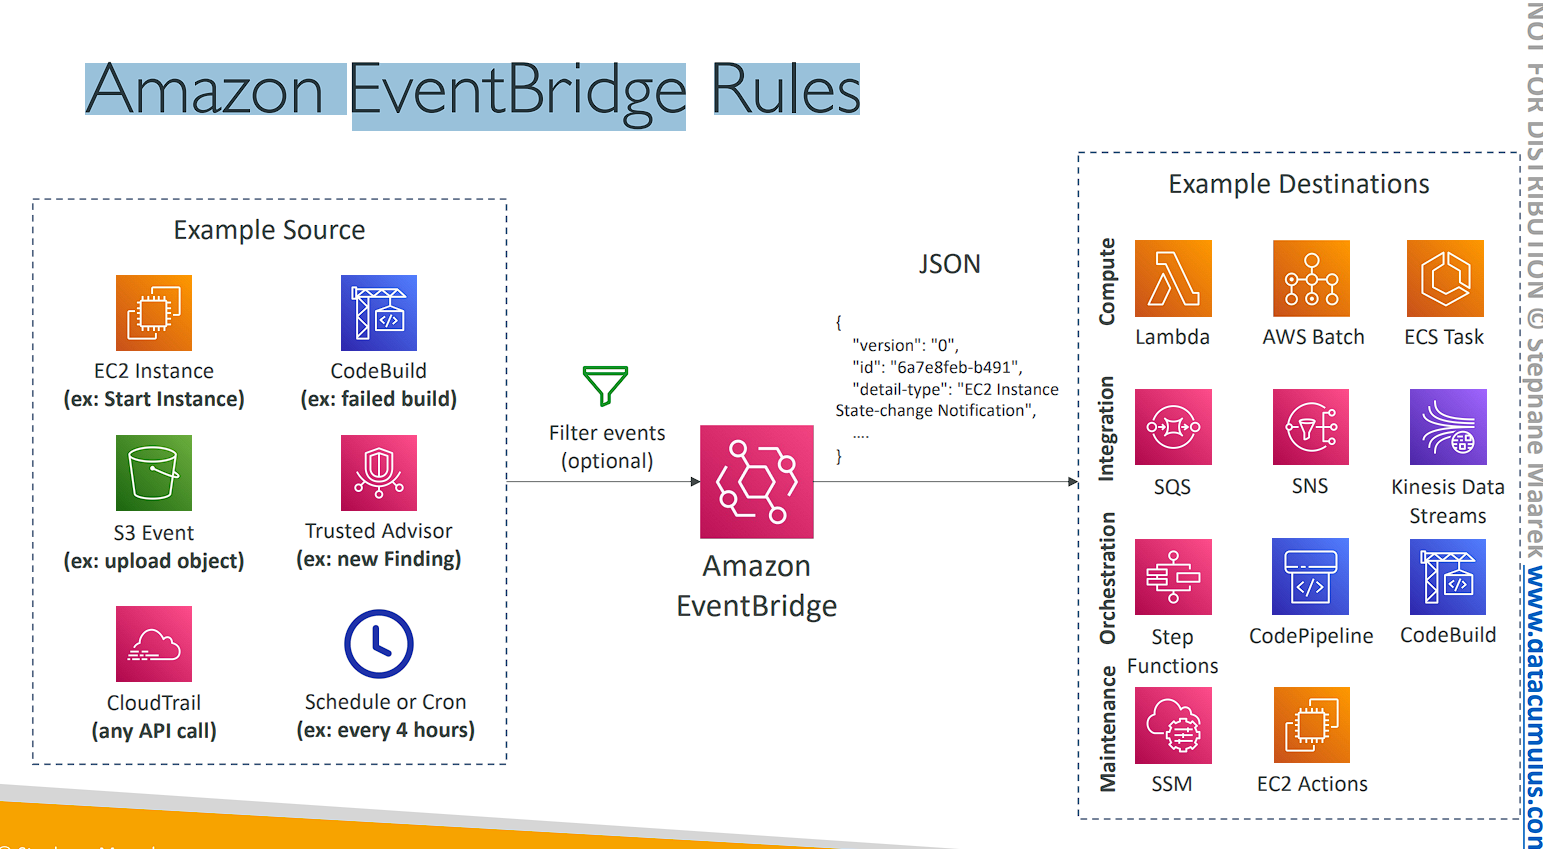 Amazon EventBridge Rules
Example Source
EC2 Instance
(ex: Start Instance)
CodeBuild
(ex: failed build)
S3 Event
(ex: upload object)
Trusted Advisor
(ex: new Finding)
CloudTrail
(any API call)
Schedule or Cron
(ex: every 4 hours)
Filter events
(optional)
Amazon
EventBridge
JSON
{
"version": "0",
"id": "6a7e8feb-b491",
"detail-type": "EC2 Instance
State-change Notification",
....
}
Example Destinations
Compute
Lambda
AWS Batch
ECS Task
Integration
SQS
SNS
Kinesis Data
Streams
Orchestration
Step
Functions
CodePipeline
CodeBuild
Maintenance
SSM
EC2 Actions
NOT FOR DISTRIBUTION © Stephane Maarek www.datacumulus.com